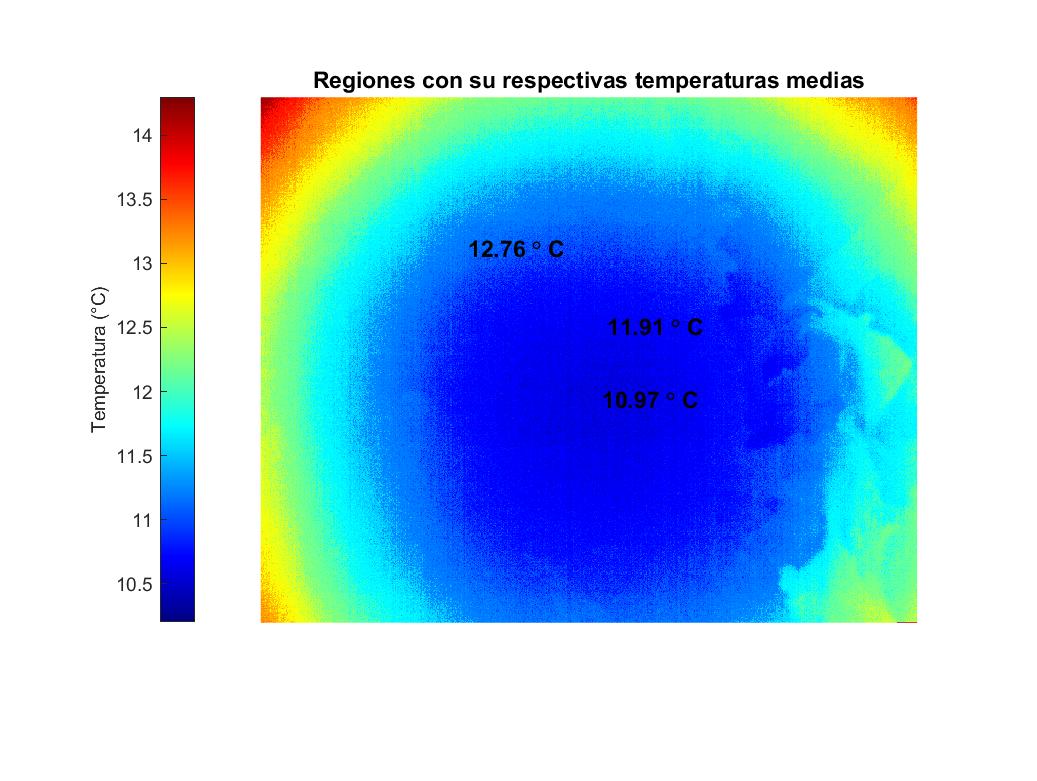 Regiones con su respectivas temperaturas medias
14
13.5
13
12.5
12
11.5
11
10.5
Temperatura (°C)
12.76 ° C
11.91 ° C
10.97 ° C